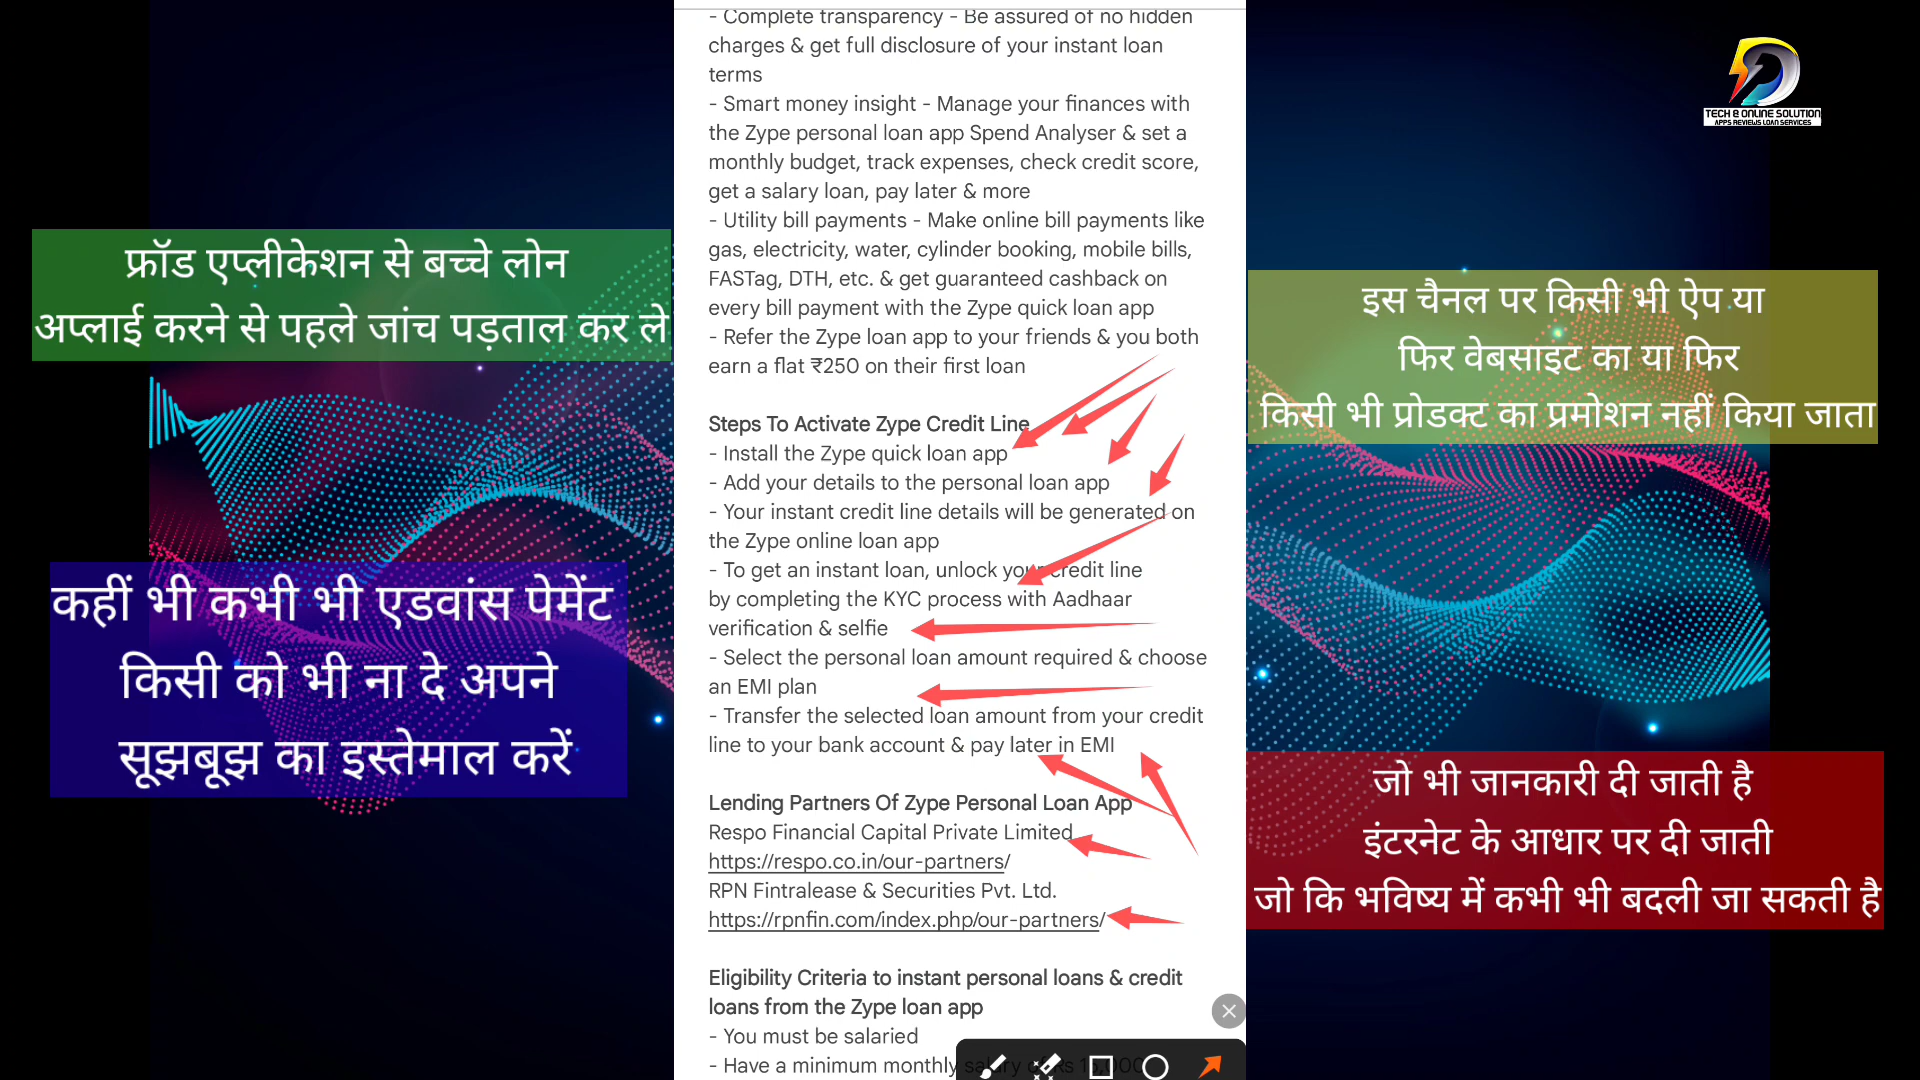 - Complete transparency - Be assured of no hidden
charges & get full disclosure of your instant loan
terms
- Smart money insight - Manage your finances with
the Zype personal loan app Spend Analyser & set a
monthly budget, track expenses, check credit score,
get a salary loan, pay later & more
- Utility bill payments - Make online bill payments like
gas, electricity, water, cylinder booking, mobile bills,
FASTag, DTH, etc. & get guaranteed cashback on
every bill payment with the Zype quick loan app
- Refer the Zype loan app to your friends & you both
earn a flat ₹250 on their first loan
Steps To Activate Zype Credit Line
- Install the Zype quick loan app
- Add your details to the personal loan app
- Your instant credit line details will be generated on
the Zype online loan app
- To get an instant loan, unlock your credit line
by completing the KYC process with Aadhaar
verification & selfie
- Select the personal loan amount required & choose
an EMI plan
- Transfer the selected loan amount from your credit
line to your bank account & pay later in EMI
Lending Partners Of Zype Personal Loan App
Respo Financial Capital Private Limited
https://respo.co.in/our-partners/
RPN Fintralease & Securities Pvt. Ltd.
https://rpnfin.com/index.php/our-partners/
Eligibility Criteria to instant personal loans & credit
loans from the Zype loan app
- You must be salaried
- Have a minimum monthly salary of Rs 15,000
फ्रॉड एप्लीकेशन से बच्चे लोन
अप्लाई करने से पहले जांच पड़ताल कर ले
कहीं भी कभी भी एडवांस पेमेंट
किसी को भी ना दे अपने
सूझबूझ का इस्तेमाल करें
TECH & ONLINE SOLUTION
APPS REVIEWS LOAN SERVICES
इस चैनल पर किसी भी ऐप या
फिर वेबसाइट का या फिर
किसी भी प्रोडक्ट का प्रमोशन नहीं किया जाता
जो भी जानकारी दी जाती है
इंटरनेट के आधार पर दी जाती
जो कि भविष्य में कभी भी बदली जा सकती है